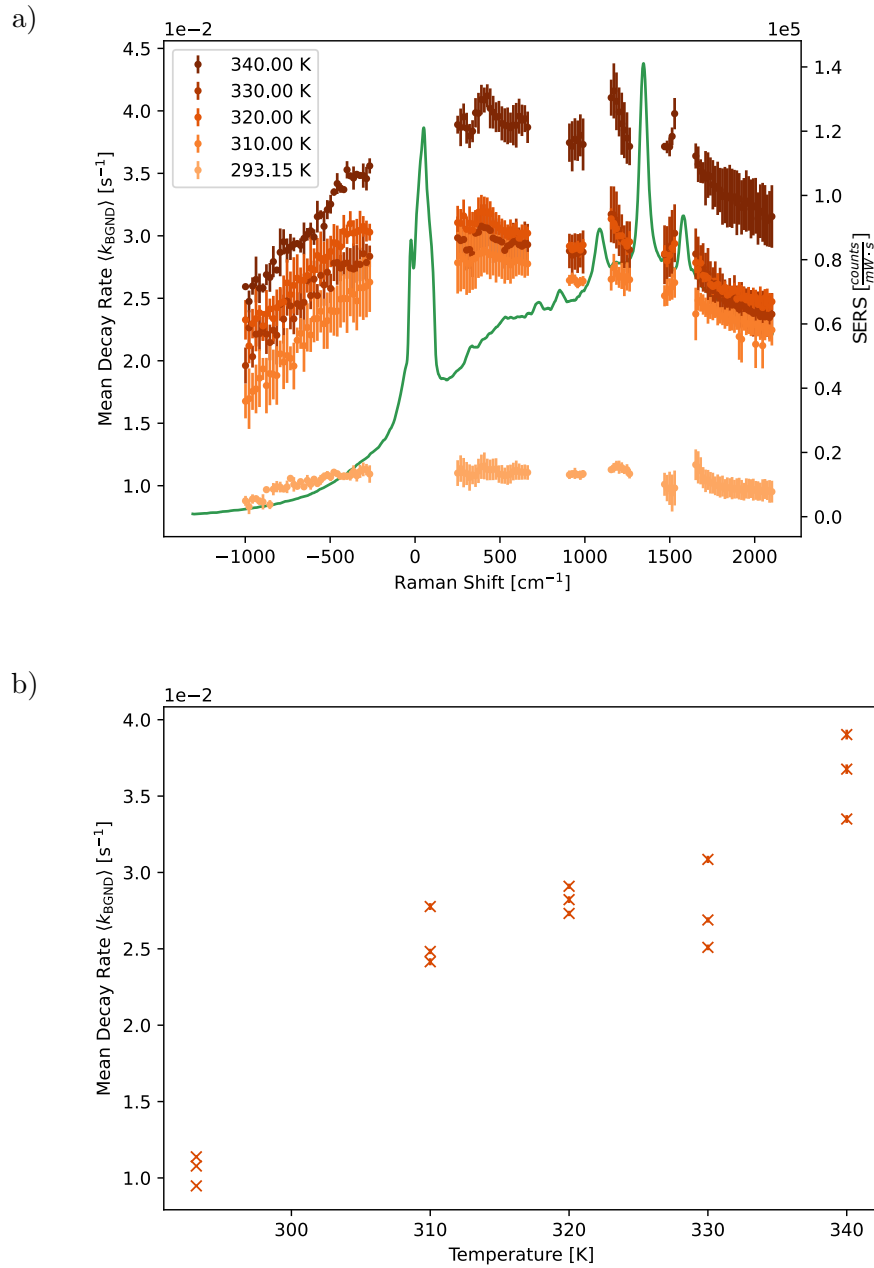 a)
1e−2
1e5
340.00 K
330.00 K
320.00 K
310.00 K
293.15 K
4.5
4.0
3.5
3.0
2.5
2.0
1.5
1.0
Mean Decay Rate ⟨k_BGND⟩ [s⁻¹]
1.4
1.2
1.0
0.8
0.6
0.4
0.2
0.0
SERS [counts/mW · s]
−1000 −500 0 500 1000 1500 2000
Raman Shift [cm⁻¹]
b)
1e−2
4.0
3.5
3.0
2.5
2.0
1.5
1.0
Mean Decay Rate ⟨k_BGND⟩ [s⁻¹]
300 310 320 330 340
Temperature [K]